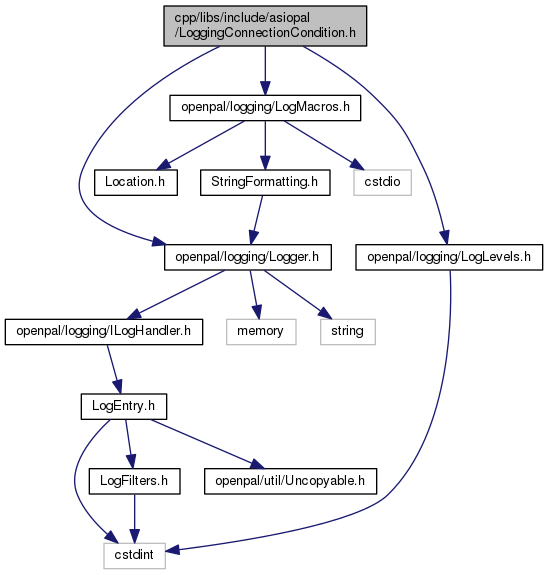 cpp/libs/include/asiopal
/LoggingConnectionCondition.h
openpal/logging/LogMacros.h
Location.h
StringFormatting.h
cstdio
openpal/logging/Logger.h
openpal/logging/LogLevels.h
openpal/logging/ILogHandler.h
memory
string
LogEntry.h
LogFilters.h
openpal/util/Uncopyable.h
cstdint